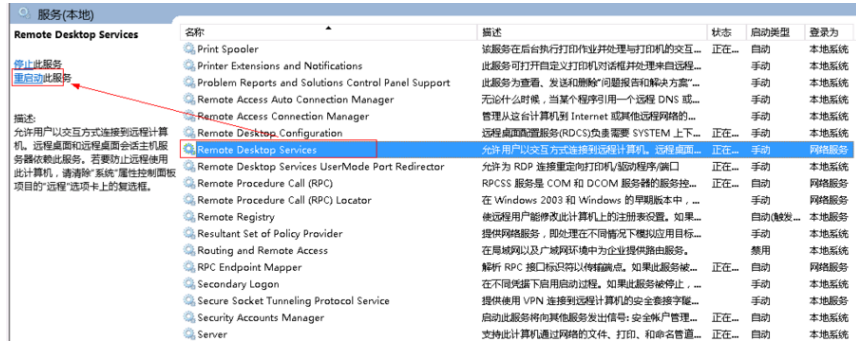 服务(本地)
Remote Desktop Services
停止此服务
重启动此服务
描述:
允许用户以交互方式连接到远程计算
机。远程桌面和远程桌面会话主机服
务器依赖此服务。若要防止远程使用
此计算机，请清除"系统"属性控制面板
项目的"远程"选项卡上的复选框。
名称 描述 状态 启动类型 登录为
Print Spooler 该服务在后台执行打印作业并处理与打印机的交互... 正在... 自动 本地系统
Printer Extensions and Notifications 此服务可打开自定义打印机对话框并处理来自远程... 手动 本地系统
Problem Reports and Solutions Control Panel Support 此服务为查看、发送和删除"问题报告和解决方案"... 手动 本地系统
Remote Access Auto Connection Manager 无论什么时候，当某个程序引用一个远程 DNS 或... 手动 本地系统
Remote Access Connection Manager 管理从这台计算机到 Internet 或其他远程网络的... 手动 本地系统
Remote Desktop Configuration 远程桌面配置服务(RDCS)负责需要 SYSTEM 上下... 正在... 手动 本地系统
Remote Desktop Services 允许用户以交互方式连接到远程计算机。远程桌面... 正在... 手动 网络服务
Remote Desktop Services UserMode Port Redirector 允许为 RDP 连接重定向打印机/驱动程序/端口 正在... 手动 本地系统
Remote Procedure Call (RPC) RPCSS 服务是 COM 和 DCOM 服务器的服务控... 正在... 自动 网络服务
Remote Procedure Call (RPC) Locator 在 Windows 2003 和 Windows 的早期版本中，... 手动 网络服务
Remote Registry 使远程用户能修改此计算机上的注册表设置。如果... 自动(触发... 本地服务
Resultant Set of Policy Provider 提供网络服务，即处理在不同情况下模拟应用目标... 手动 本地系统
Routing and Remote Access 在局域网以及广域网环境中为企业提供路由服务。 禁用 本地系统
RPC Endpoint Mapper 解析 RPC 接口标识符以传输端点。如果此服务被... 正在... 自动 网络服务
Secondary Logon 在不同凭据下启用启动过程。如果此服务被停止，... 手动 本地系统
Secure Socket Tunneling Protocol Service 提供使用 VPN 连接到远程计算机的安全套接字隧... 手动 本地服务
Security Accounts Manager 启动此服务将向其他服务发出信号: 安全帐户管理... 正在... 自动 本地系统
Server 支持此计算机通过网络的文件、打印、和命名管道... 正在... 自动 本地系统